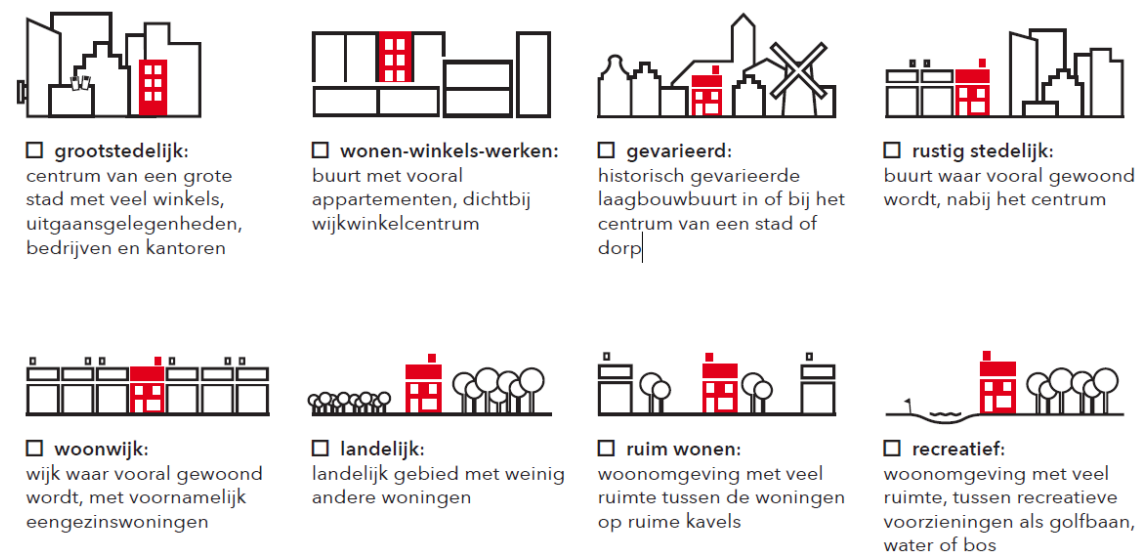 grootstedelijk:
centrum van een grote
stad met veel winkels,
uitgaansgelegenheden,
bedrijven en kantoren
wonen-winkels-werken:
buurt met vooral
appartementen, dichtbij
wijkwinkelcentrum
gevarieerd:
historisch gevarieerde
laagbouwbuurt in of bij het
centrum van een stad of
dorp
rustig stedelijk:
buurt waar vooral gewoond
wordt, nabij het centrum
woonwijk:
wijk waar vooral gewoond
wordt, met voornamelijk
eengezinswoningen
landelijk:
landelijk gebied met weinig
andere woningen
ruim wonen:
woonomgeving met veel
ruimte tussen de woningen
op ruime kavels
recreatief:
woonomgeving met veel
ruimte, tussen recreatieve
voorzieningen als golfbaan,
water of bos